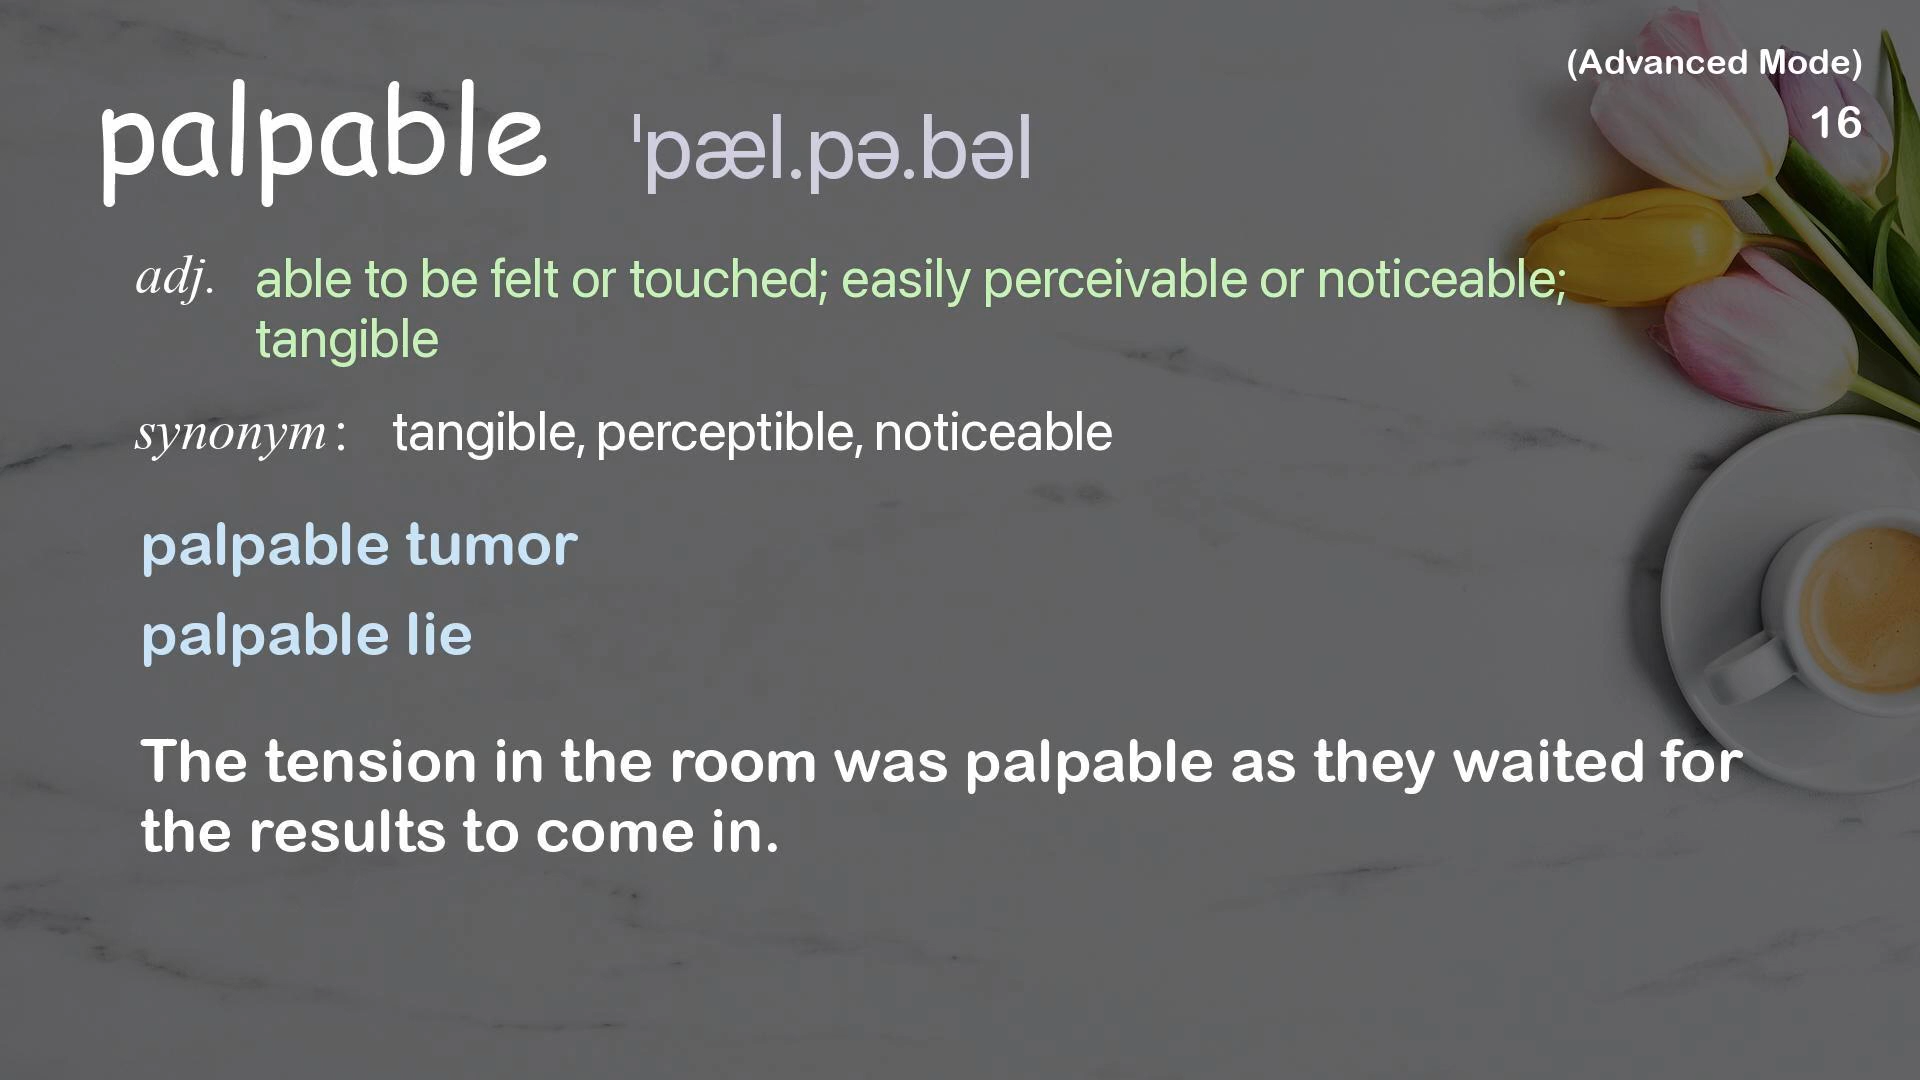 (Advanced Mode)
16
palpable ˈpæl.pə.bəl
adj. able to be felt or touched; easily perceivable or noticeable;
tangible
synonym: tangible, perceptible, noticeable
palpable tumor
palpable lie
The tension in the room was palpable as they waited for
the results to come in.